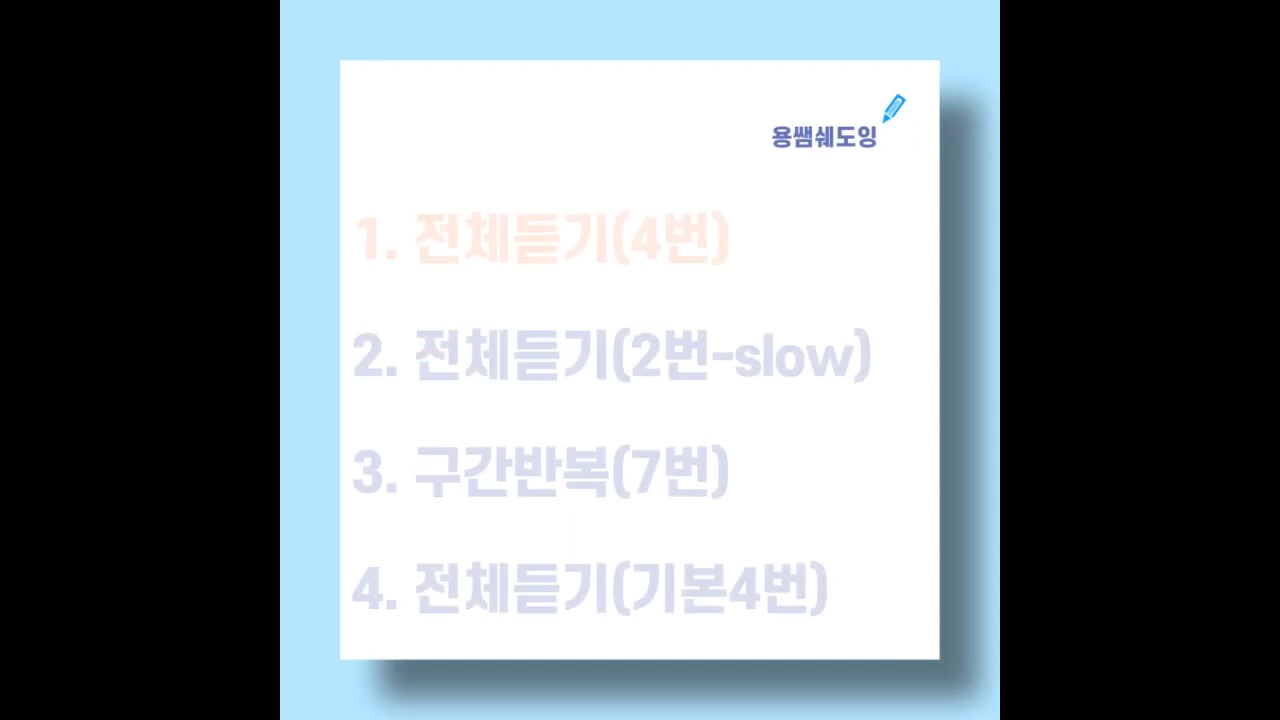 용쌤쉐도잉
1. 전체듣기(4번)
2. 전체듣기(2번-slow)
3. 구간반복(7번)
4. 전체듣기(기본4번)